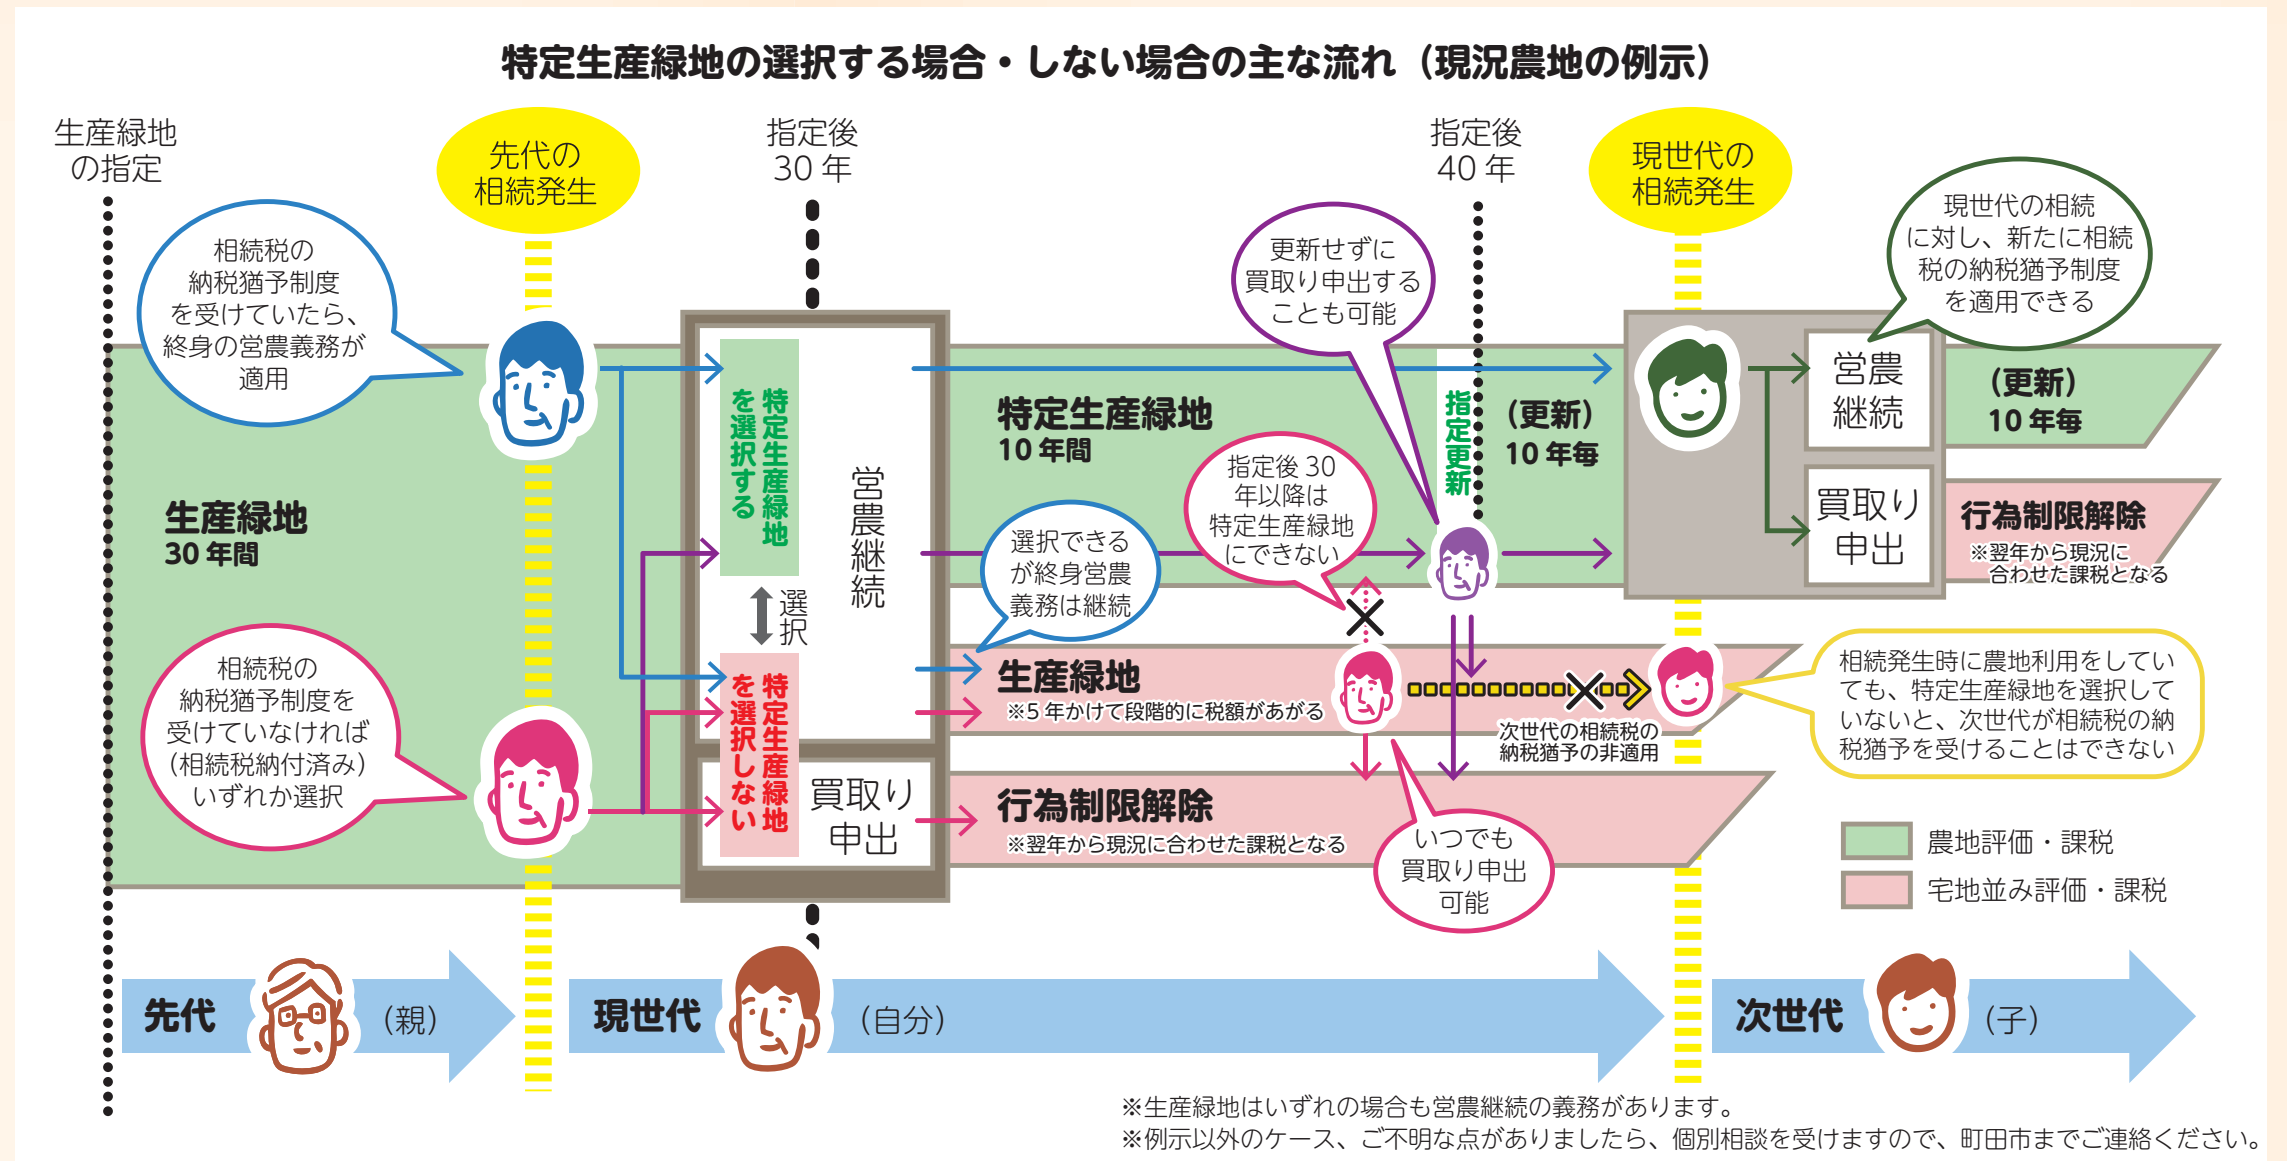 特定生産緑地の選択する場合・しない場合の主な流れ（現況農地の例示）
生産緑地
の指定
先代の
相続発生
指定後
30 年
指定後
40 年
現世代の
相続発生
相続税の
納税猶予制度
を受けていたら、
終身の営農義務が
適用
更新せずに
買取り申出する
ことも可能
現世代の相続
に対し、新たに相続
税の納税猶予制度
を適用できる
生産緑地
30 年間
特定生産緑地
を選択する
選択
特定生産緑地
を選択しない
営農継続
買取り
申出
特定生産緑地
10 年間
指定後 30
年以降は
特定生産緑地
にできない
指定更新
（更新）
10 年毎
営農
継続
買取り
申出
（更新）
10 年毎
行為制限解除
※翌年から現況に
合わせた課税となる
選択できる
が終身営農
義務は継続
相続税の
納税猶予制度を
受けていなければ
（相続税納付済み）
いずれか選択
生産緑地
※5 年かけて段階的に税額があがる
次世代の相続税の
納税猶予の非適用
相続発生時に農地利用をしてい
ても、特定生産緑地を選択して
いないと、次世代が相続税の納
税猶予を受けることはできない
行為制限解除
※翌年から現況に合わせた課税となる
いつでも
買取り申出
可能
農地評価・課税
宅地並み評価・課税
先代
（親）
現世代
（自分）
次世代
（子）
※生産緑地はいずれの場合も営農継続の義務があります。
※例示以外のケース、ご不明な点がありましたら、個別相談を受けますので、町田市までご連絡ください。